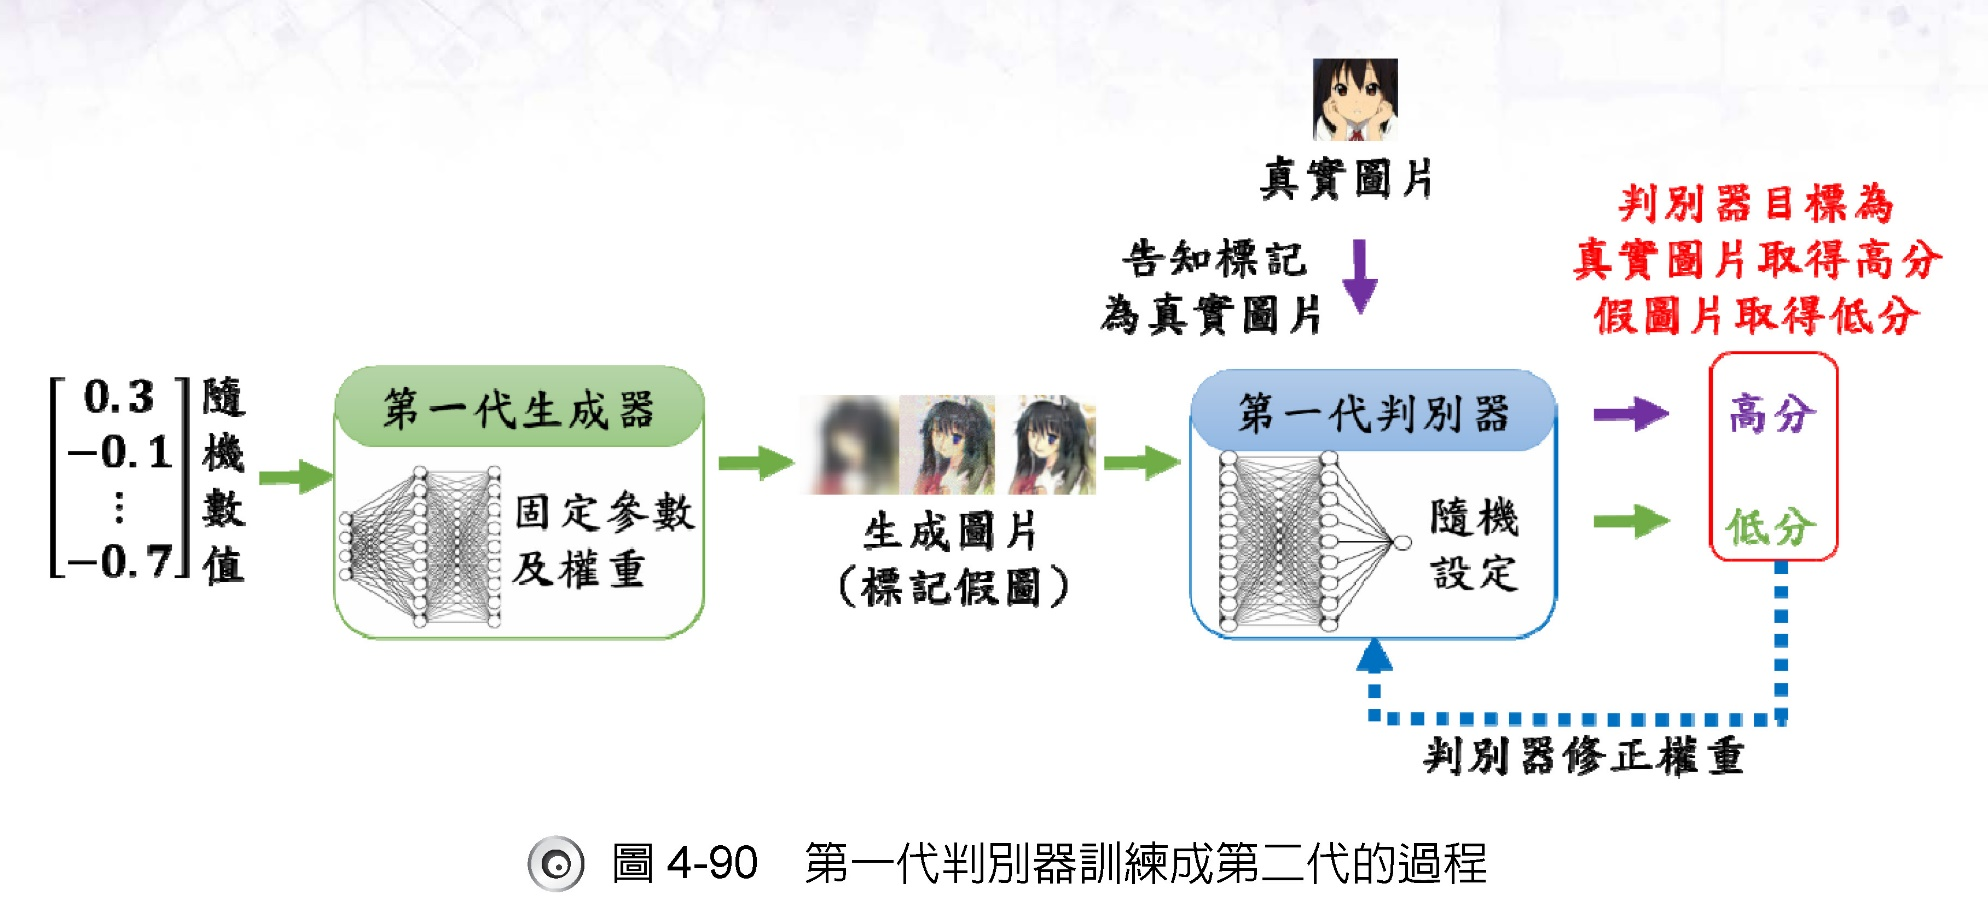 真實圖片
告知標記
為真實圖片
判別器目標為
真實圖片取得高分
假圖片取得低分
0.3
−0.1
⋮
−0.7
隨
機
數
值
第一代生成器
固定參數
及權重
生成圖片
(標記假圖)
第一代判別器
隨機
設定
高分
低分
判別器修正權重
圖 4-90 第一代判別器訓練成第二代的過程